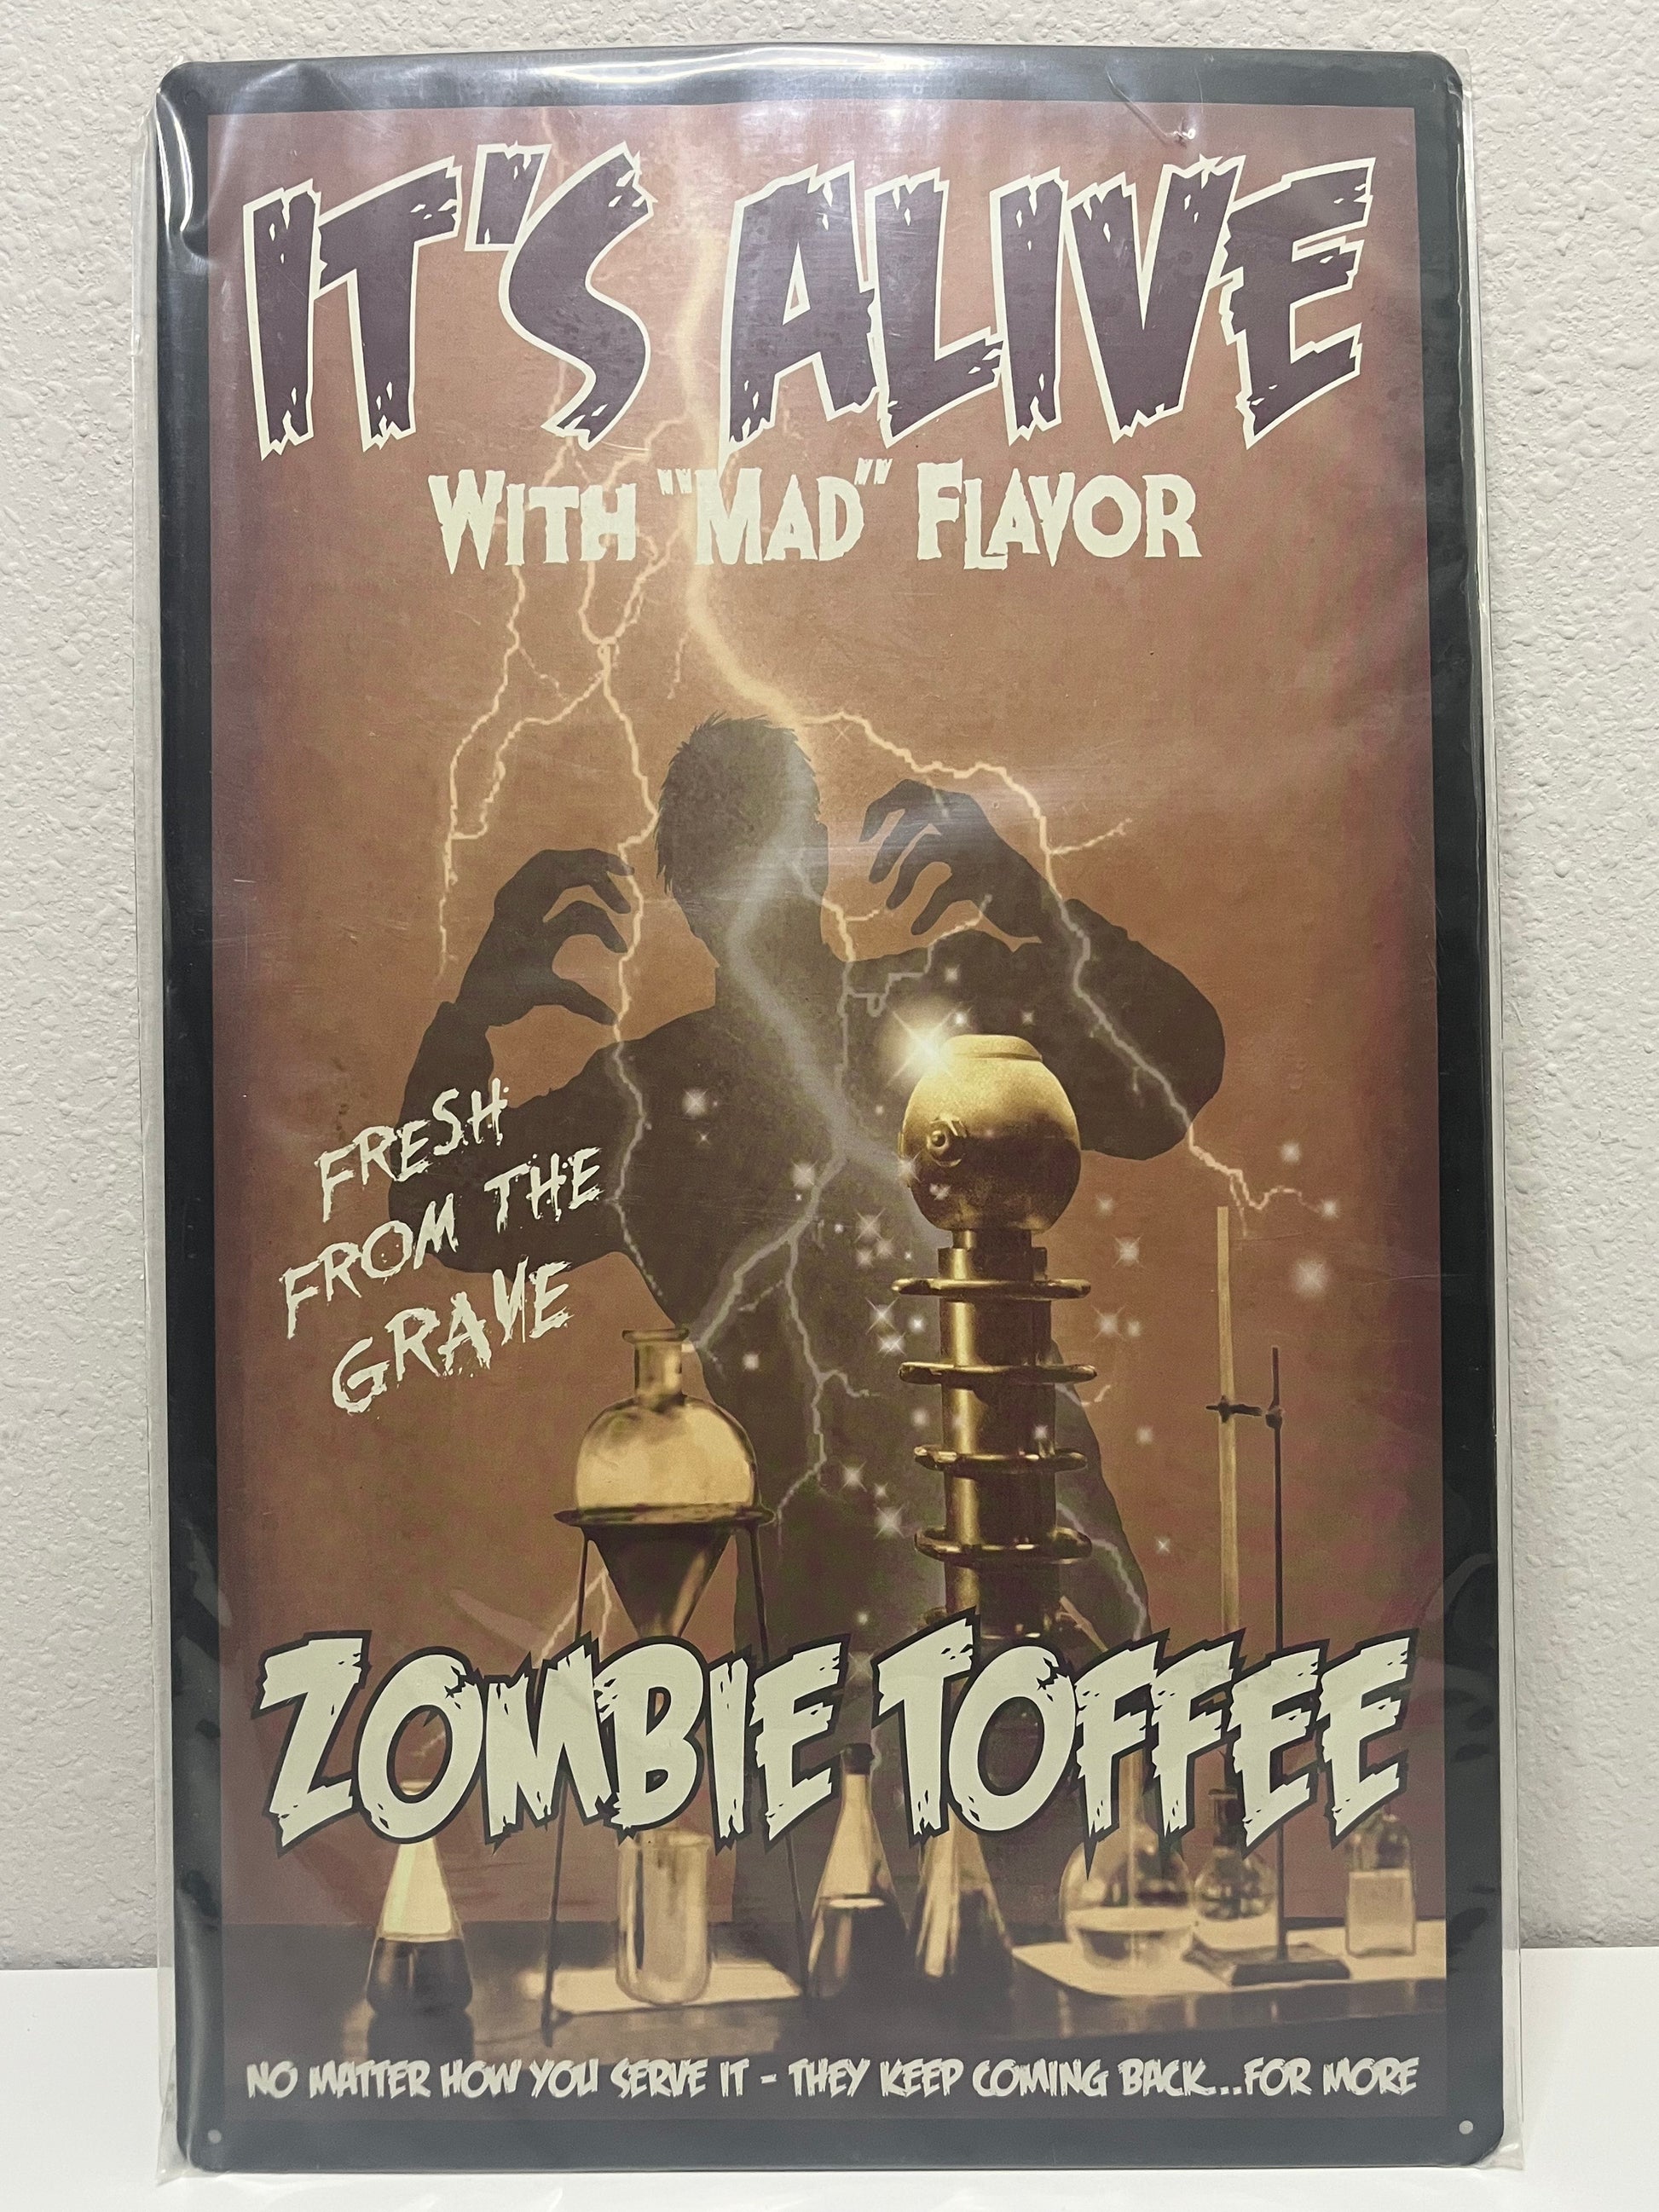 IT'S ALIVE
WITH "MAD" FLAVOR
FRESH
FROM THE
GRAVE
ZOMBIE TOFFEE
NO MATTER HOW YOU SERVE IT - THEY KEEP COMING BACK...FOR MORE